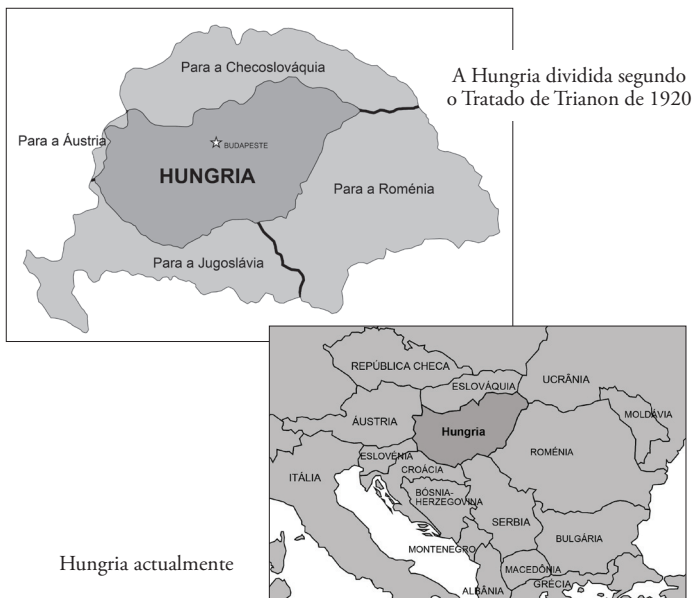 Para a Checoslováquia
A Hungria dividida segundo
o Tratado de Trianon de 1920
Para a Áustria
BUDAPESTE
HUNGRIA
Para a Roménia
Para a Jugoslávia
REPÚBLICA CHECA
UCRÂNIA
ESLOVÁQUIA
MOLDÁVIA
ÁUSTRIA
Hungria
ROMÉNIA
ESLOVÉNIA
CROÁCIA
ITÁLIA
BÓSNIA-
HERZEGOVINA
SERBIA
BULGÁRIA
MONTENEGRO
Hungria actualmente
MACEDÔNIA
GRÉCIA
ALBÂNIA